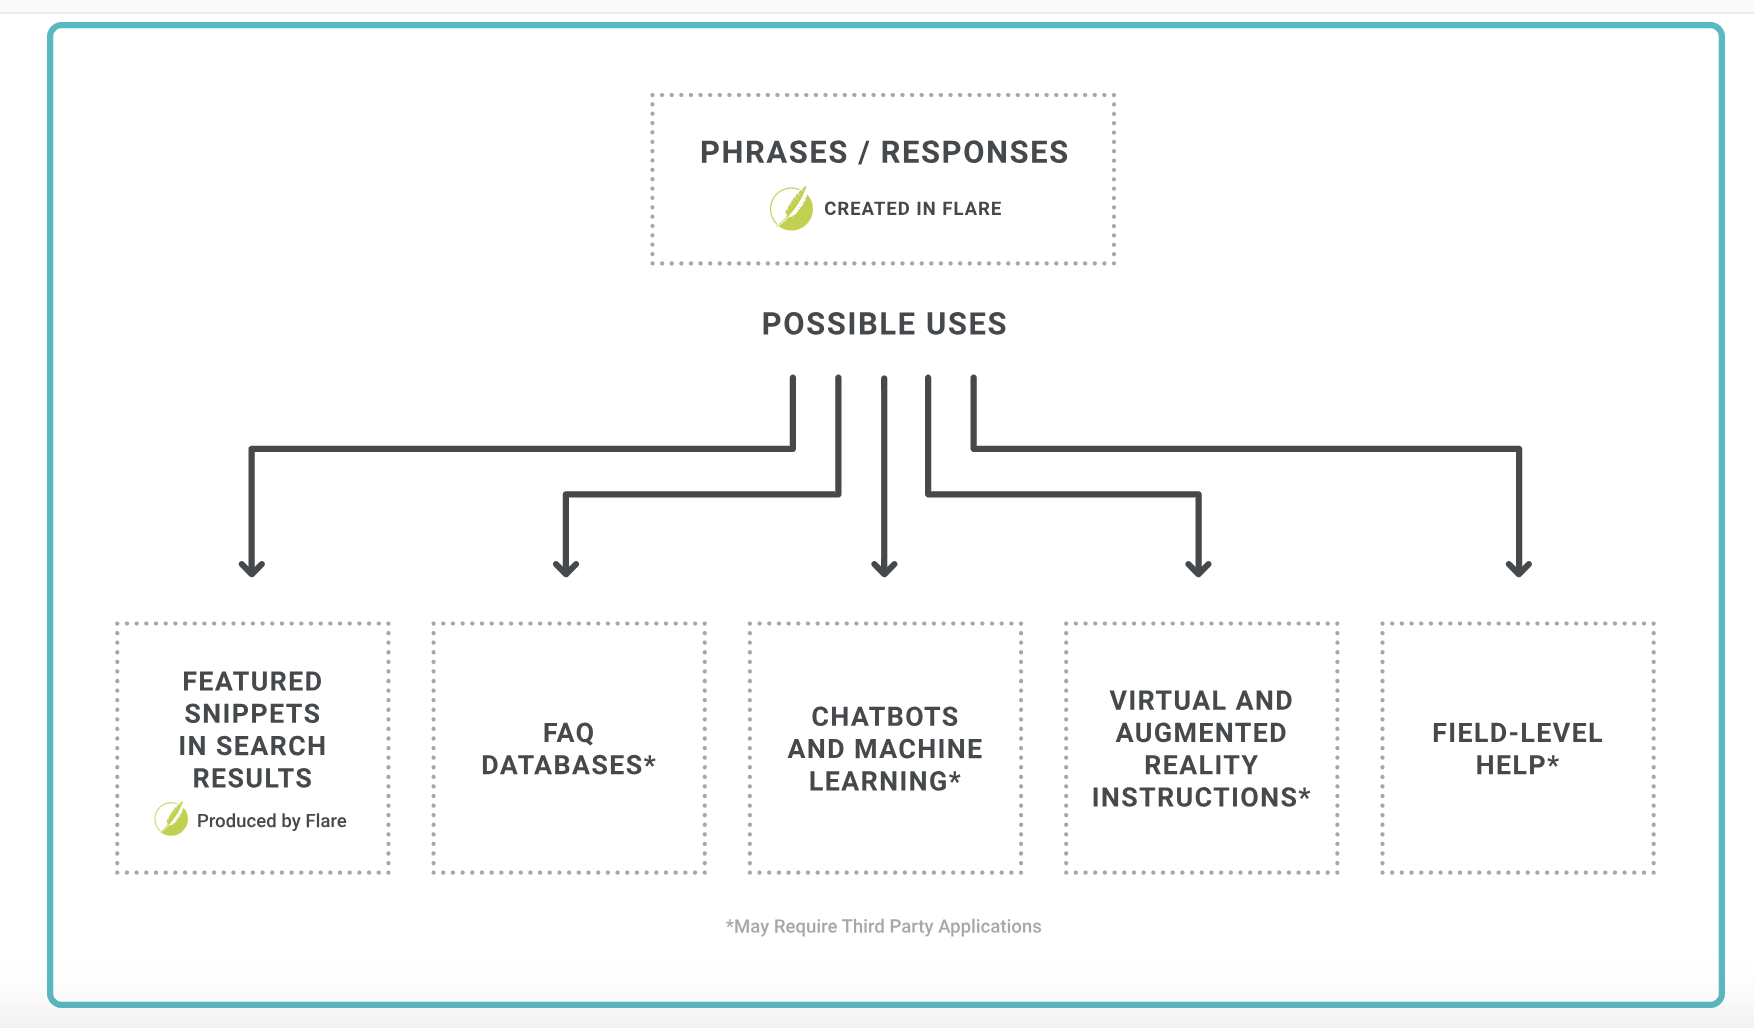 PHRASES / RESPONSES
CREATED IN FLARE
POSSIBLE USES
FEATURED
SNIPPETS
IN SEARCH
RESULTS
Produced by Flare
FAQ
DATABASES*
CHATBOTS
AND MACHINE
LEARNING*
VIRTUAL AND
AUGMENTED
REALITY
INSTRUCTIONS*
FIELD-LEVEL
HELP*
*May Require Third Party Applications